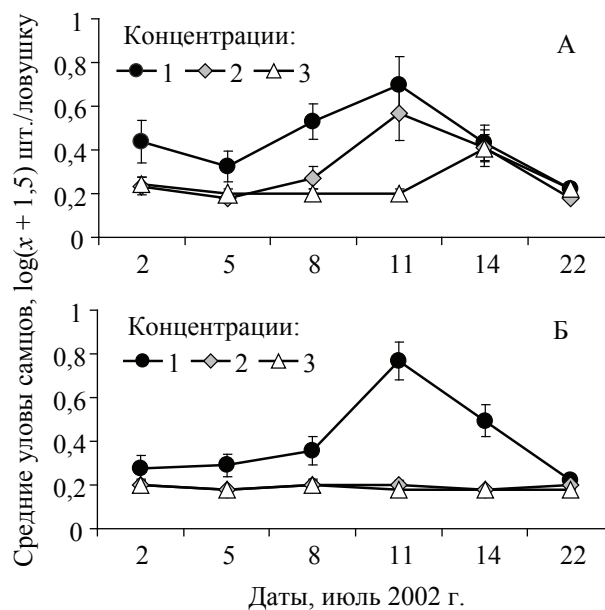 Средние уловы самцов, log(x + 1,5) шт./ловушку
1
0,8
0,6
0,4
0,2
0
Концентрации:
1 2 3
А
2 5 8 11 14 22
1
0,8
0,6
0,4
0,2
0
Концентрации:
1 2 3
Б
2 5 8 11 14 22
Даты, июль 2002 г.